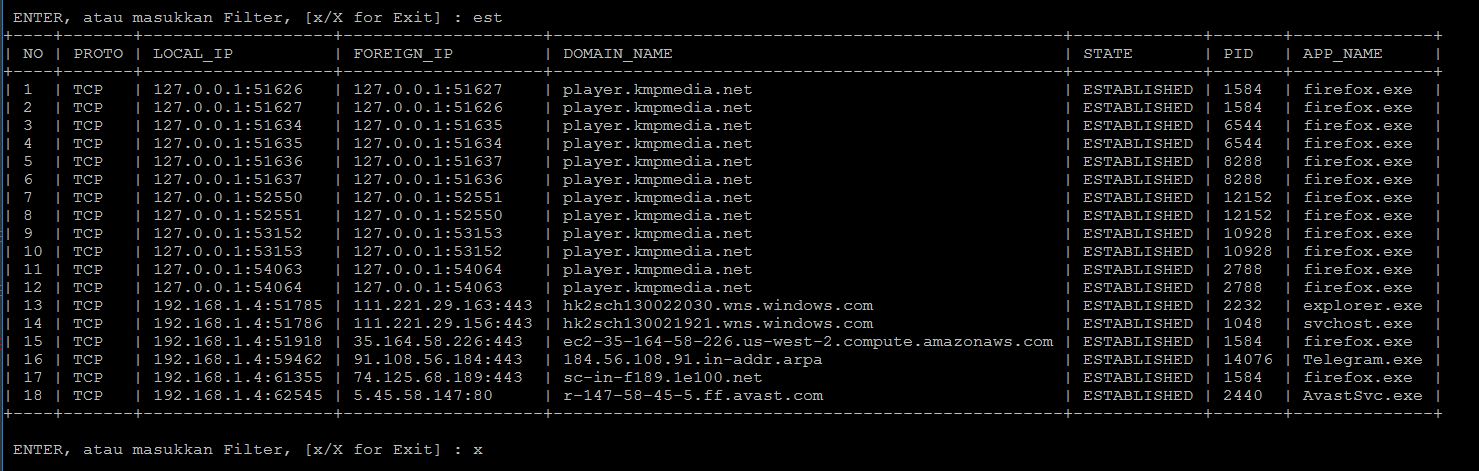 ENTER, atau masukkan Filter, [x/X for Exit] : est
+----+-------+--------------------+--------------------+----------------------------------------------------+-------------+-------+--------------+
| NO | PROTO | LOCAL_IP           | FOREIGN_IP         | DOMAIN_NAME                                        | STATE       | PID   | APP_NAME     |
+----+-------+--------------------+--------------------+----------------------------------------------------+-------------+-------+--------------+
| 1  | TCP   | 127.0.0.1:51626    | 127.0.0.1:51627    | player.kmpmedia.net                                | ESTABLISHED | 1584  | firefox.exe  |
| 2  | TCP   | 127.0.0.1:51627    | 127.0.0.1:51626    | player.kmpmedia.net                                | ESTABLISHED | 1584  | firefox.exe  |
| 3  | TCP   | 127.0.0.1:51634    | 127.0.0.1:51635    | player.kmpmedia.net                                | ESTABLISHED | 6544  | firefox.exe  |
| 4  | TCP   | 127.0.0.1:51635    | 127.0.0.1:51634    | player.kmpmedia.net                                | ESTABLISHED | 6544  | firefox.exe  |
| 5  | TCP   | 127.0.0.1:51636    | 127.0.0.1:51637    | player.kmpmedia.net                                | ESTABLISHED | 8288  | firefox.exe  |
| 6  | TCP   | 127.0.0.1:51637    | 127.0.0.1:51636    | player.kmpmedia.net                                | ESTABLISHED | 8288  | firefox.exe  |
| 7  | TCP   | 127.0.0.1:52550    | 127.0.0.1:52551    | player.kmpmedia.net                                | ESTABLISHED | 12152 | firefox.exe  |
| 8  | TCP   | 127.0.0.1:52551    | 127.0.0.1:52550    | player.kmpmedia.net                                | ESTABLISHED | 12152 | firefox.exe  |
| 9  | TCP   | 127.0.0.1:53152    | 127.0.0.1:53153    | player.kmpmedia.net                                | ESTABLISHED | 10928 | firefox.exe  |
| 10 | TCP   | 127.0.0.1:53153    | 127.0.0.1:53152    | player.kmpmedia.net                                | ESTABLISHED | 10928 | firefox.exe  |
| 11 | TCP   | 127.0.0.1:54063    | 127.0.0.1:54064    | player.kmpmedia.net                                | ESTABLISHED | 2788  | firefox.exe  |
| 12 | TCP   | 127.0.0.1:54064    | 127.0.0.1:54063    | player.kmpmedia.net                                | ESTABLISHED | 2788  | firefox.exe  |
| 13 | TCP   | 192.168.1.4:51785  | 111.221.29.163:443 | hk2sch130022030.wns.windows.com                    | ESTABLISHED | 2232  | explorer.exe |
| 14 | TCP   | 192.168.1.4:51786  | 111.221.29.156:443 | hk2sch130021921.wns.windows.com                    | ESTABLISHED | 1048  | svchost.exe  |
| 15 | TCP   | 192.168.1.4:51918  | 35.164.58.226:443  | ec2-35-164-58-226.us-west-2.compute.amazonaws.com  | ESTABLISHED | 1584  | firefox.exe  |
| 16 | TCP   | 192.168.1.4:59462  | 91.108.56.184:443  | 184.56.108.91.in-addr.arpa                         | ESTABLISHED | 14076 | Telegram.exe |
| 17 | TCP   | 192.168.1.4:61355  | 74.125.68.189:443  | sc-in-f189.1e100.net                               | ESTABLISHED | 1584  | firefox.exe  |
| 18 | TCP   | 192.168.1.4:62545  | 5.45.58.147:80     | r-147-58-45-5.ff.avast.com                         | ESTABLISHED | 2440  | AvastSvc.exe |
+----+-------+--------------------+--------------------+----------------------------------------------------+-------------+-------+--------------+
ENTER, atau masukkan Filter, [x/X for Exit] : x